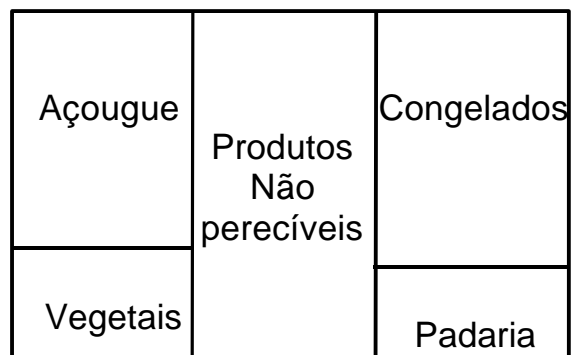 Açougue
Produtos
Não
perecíveis
Congelados
Vegetais
Padaria